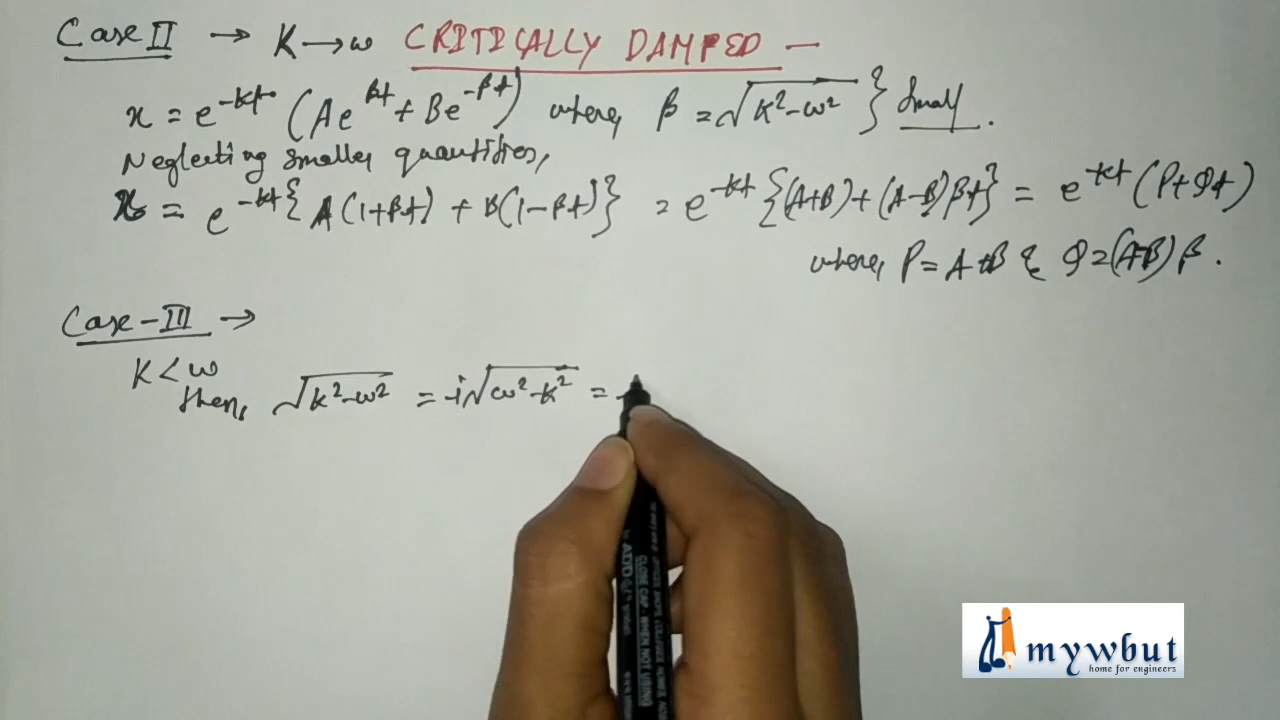 Case II → K→ω CRITICALLY DAMPED —
x = e^{-Kt} (Ae^{βt} + Be^{-βt}) where, β = √(K²-ω²) } Small.
Neglecting smaller quantities,
x = e^{-Kt}{A(1+βt) + B(1-βt)} = e^{-Kt}{(A+B)+(A-B)βt} = e^{-Kt}(P+Qt)
where, P = A+B & Q=(A-B)β.
Case-III →
K<ω
then, √(K²-ω²) = i√(ω²-K²) =
mywbut
home for engineers